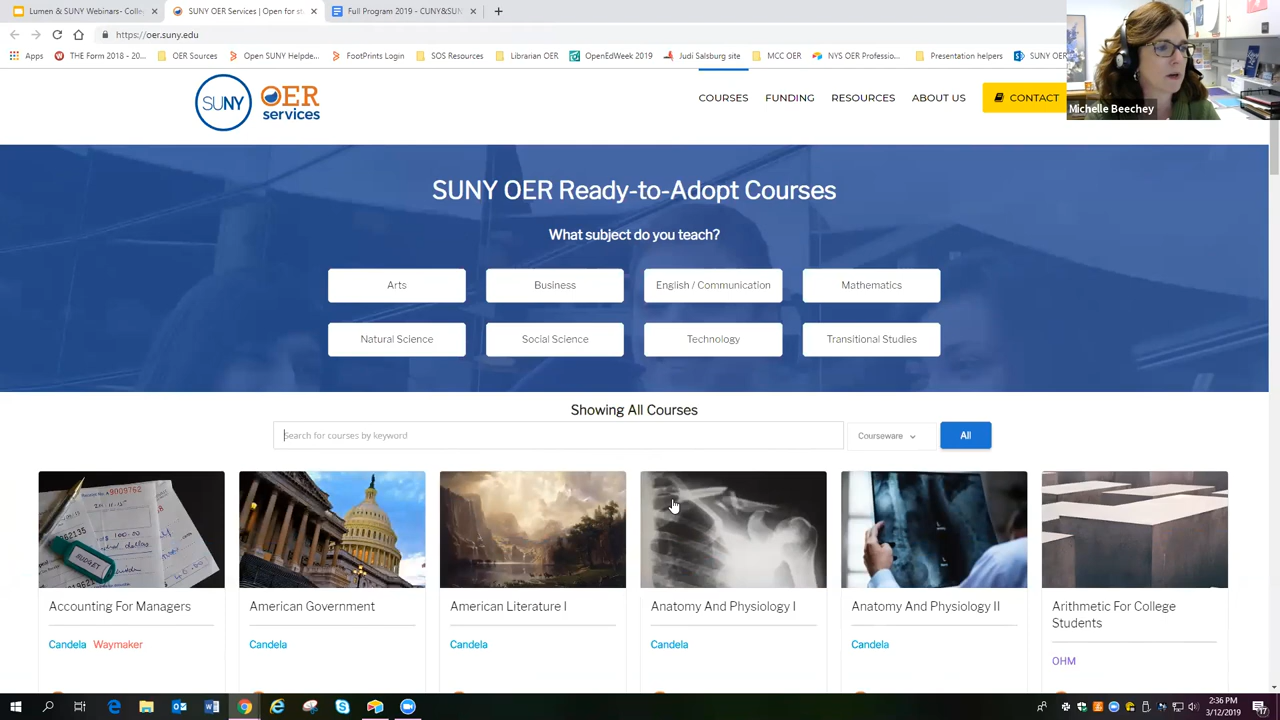 Lumen & SUNY Webinars- Colle
SUNY OER Services | Open for st
Full Program 2019 - CUNY&SUN
https://oer.suny.edu
Apps
THE Form 2018 - 20...
OER Sources
Open SUNY Helpde...
FootPrints Login
SOS Resources
Librarian OER
OpenEdWeek 2019
Judi Salsburg site
MCC OER
NYS OER Professio...
Presentation helpers
SUNY OER
SUNY
OER services
COURSES
FUNDING
RESOURCES
ABOUT US
CONTACT
Michelle Beechey
SUNY OER Ready-to-Adopt Courses
What subject do you teach?
Arts
Business
English / Communication
Mathematics
Natural Science
Social Science
Technology
Transitional Studies
Showing All Courses
Search for courses by keyword
Courseware
All
9009762
BUDGET
Accounting For Managers
American Government
American Literature I
Anatomy And Physiology I
Anatomy And Physiology II
Arithmetic For College
Students
Candela Waymaker
Candela
Candela
Candela
Candela
OHM
2:36 PM
3/12/2019
17